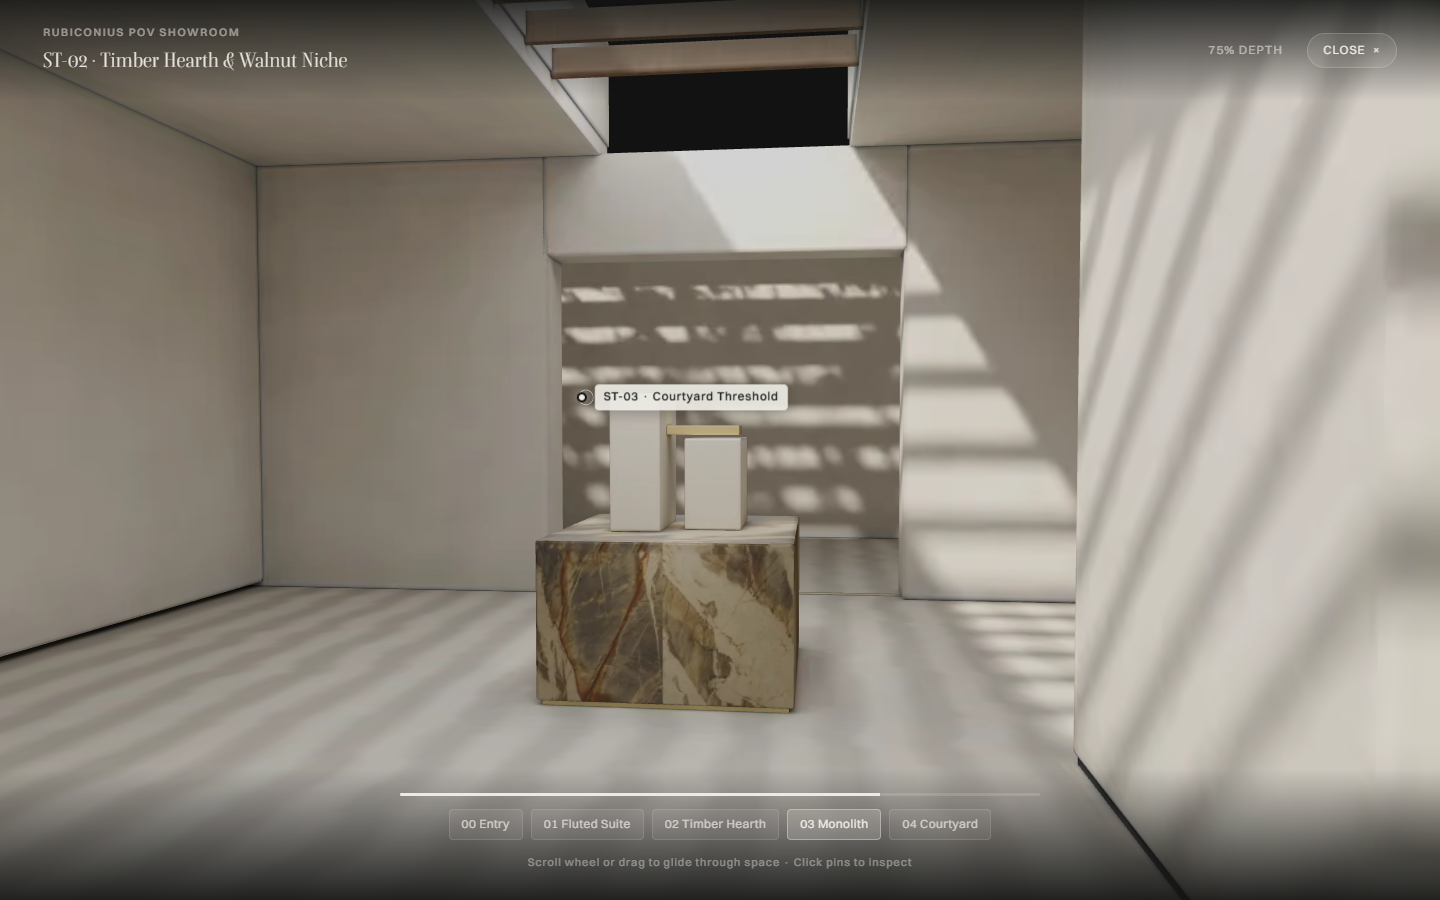 RUBICONIUS POV SHOWROOM
ST-02 · Timber Hearth & Walnut Niche
75% DEPTH
CLOSE ×
ST-03 · Courtyard Threshold
00 Entry
01 Fluted Suite
02 Timber Hearth
03 Monolith
04 Courtyard
Scroll wheel or drag to glide through space · Click pins to inspect